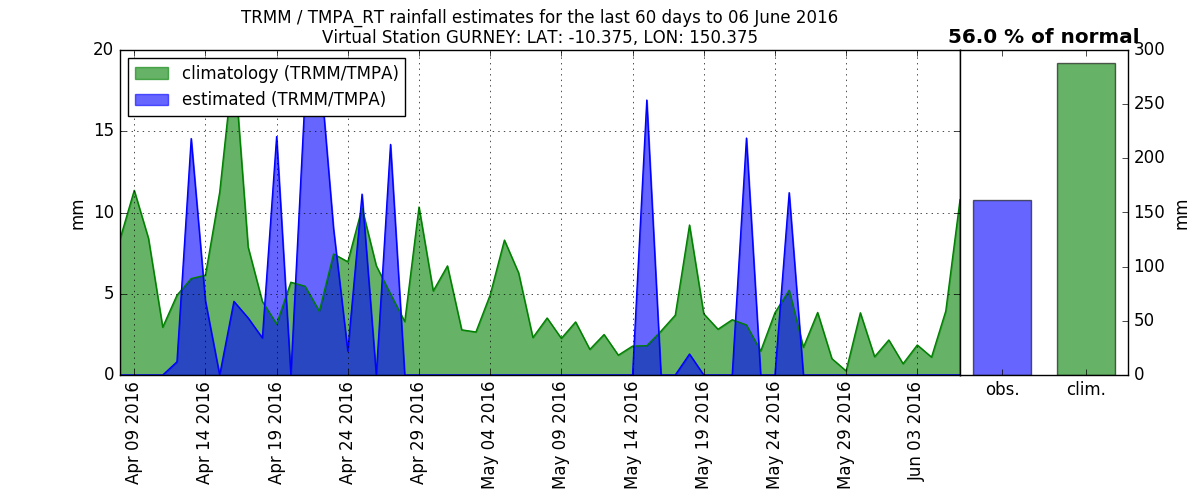 TRMM / TMPA_RT rainfall estimates for the last 60 days to 06 June 2016
Virtual Station GURNEY: LAT: -10.375, LON: 150.375
56.0 % of normal
climatology (TRMM/TMPA)
estimated (TRMM/TMPA)
20
15
10
5
0
mm
300
250
200
150
100
50
0
mm
Apr 09 2016
Apr 14 2016
Apr 19 2016
Apr 24 2016
Apr 29 2016
May 04 2016
May 09 2016
May 14 2016
May 19 2016
May 24 2016
May 29 2016
Jun 03 2016
obs.
clim.